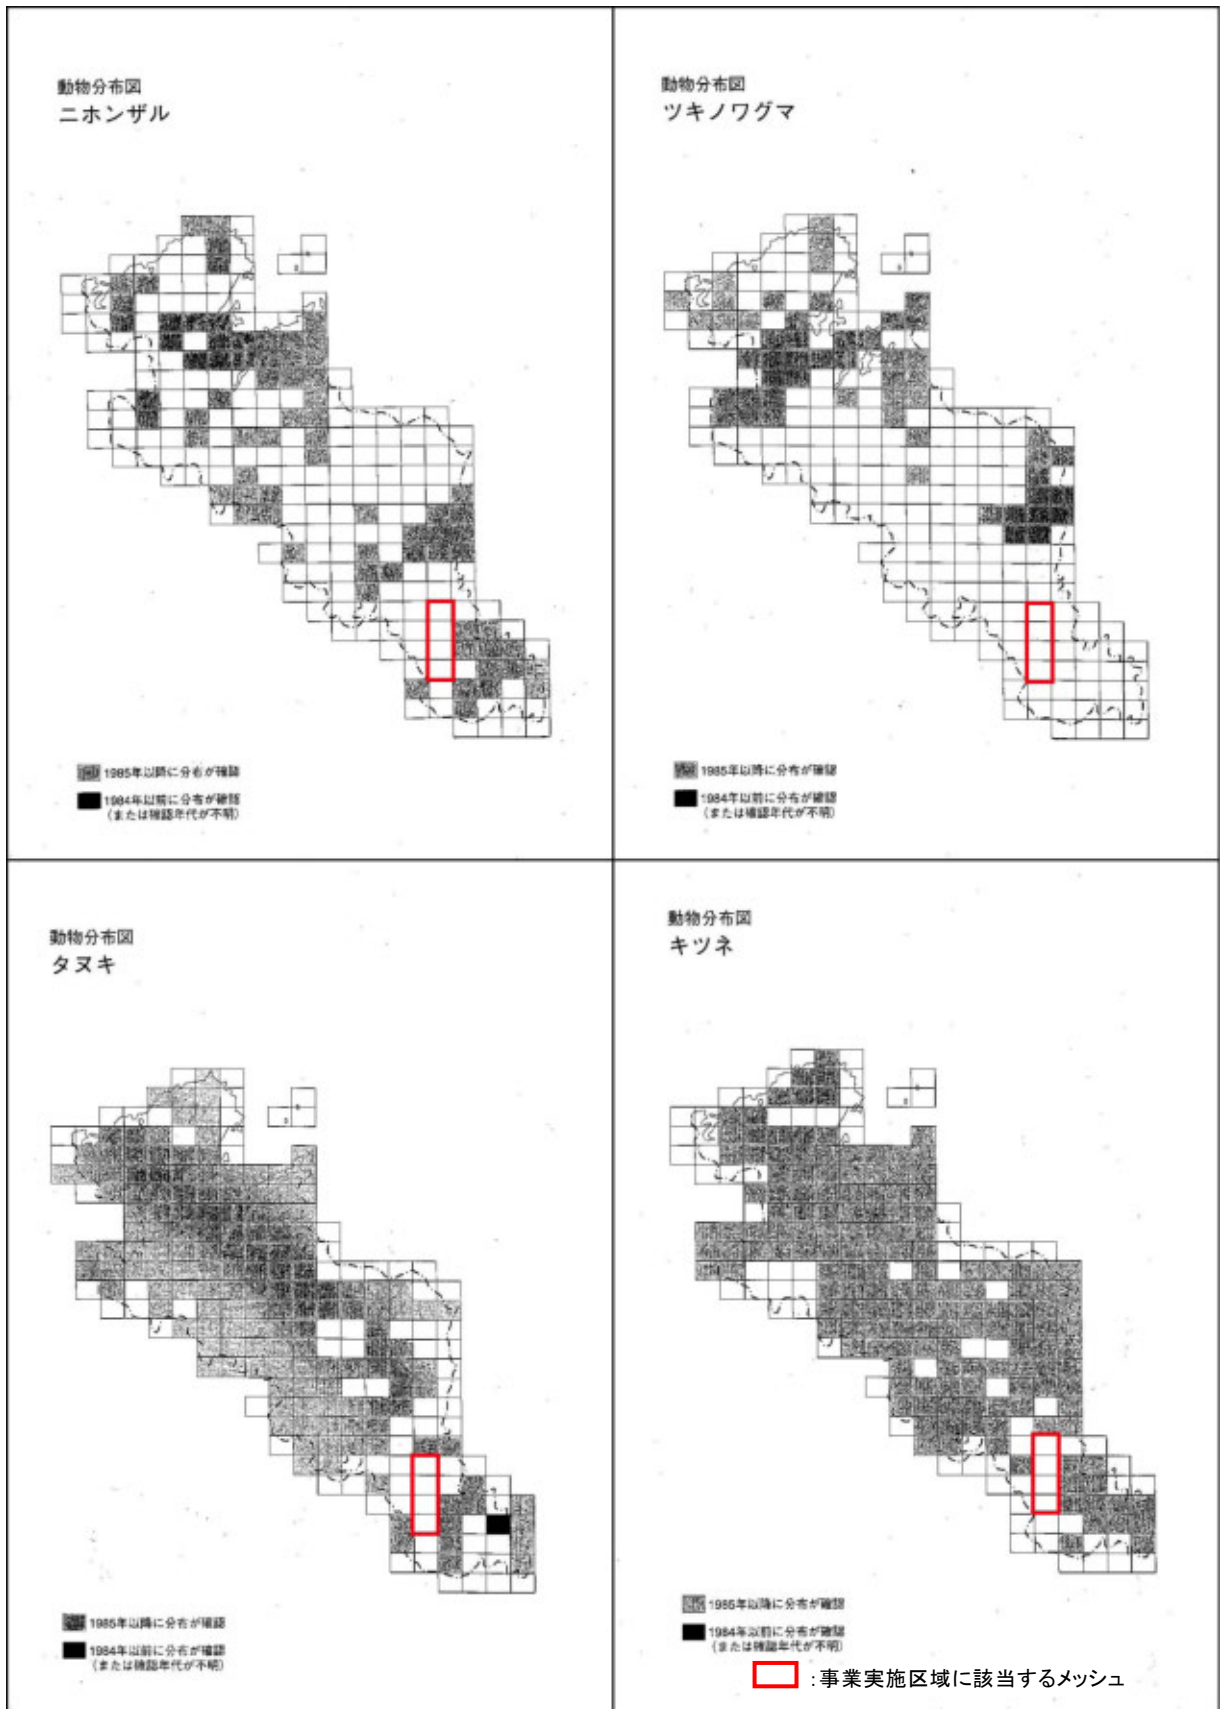 動物分布図
ニホンザル
1985年以降に分布が確認
1984年以前に分布が確認
(または確認年代が不明)
動物分布図
ツキノワグマ
1985年以降に分布が確認
1984年以前に分布が確認
(または確認年代が不明)
動物分布図
タヌキ
1985年以降に分布が確認
1984年以前に分布が確認
(または確認年代が不明)
動物分布図
キツネ
1985年以降に分布が確認
1984年以前に分布が確認
(または確認年代が不明)
:事業実施区域に該当するメッシュ